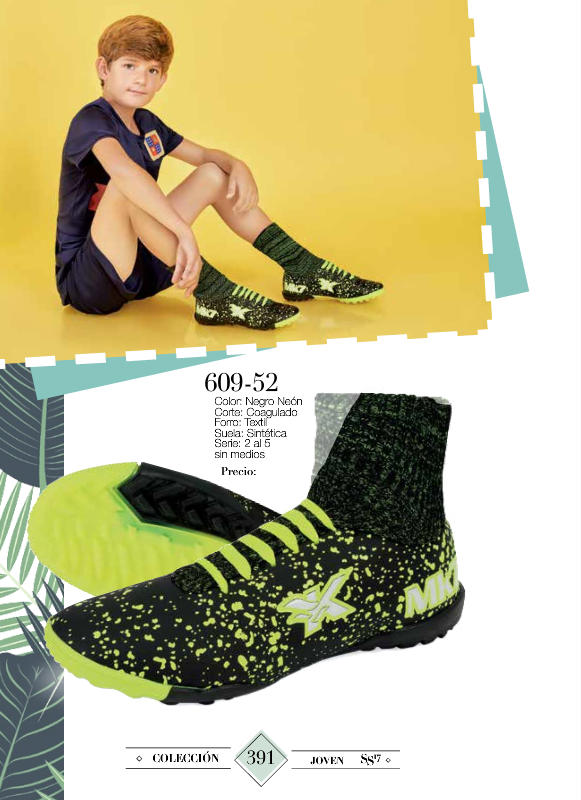 609-52
Color: Negro Neón
Corte: Coagulado
Forro: Textil
Suela: Sintética
Serie: 2 al 5
sin medios
Precio:
COLECCIÓN
391
JOVEN SS17